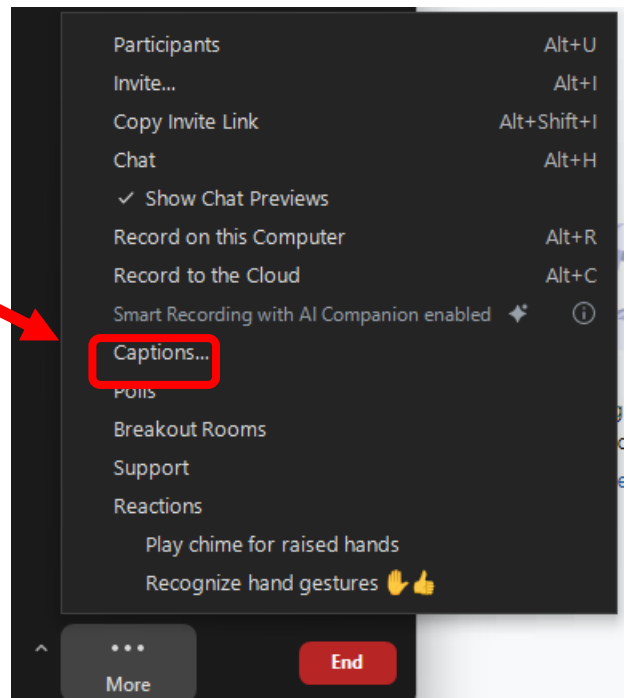 Participants Alt+U
Invite... Alt+I
Copy Invite Link Alt+Shift+I
Chat Alt+H
✓ Show Chat Previews
Record on this Computer Alt+R
Record to the Cloud Alt+C
Smart Recording with AI Companion enabled
Captions...
Polls
Breakout Rooms
Support
Reactions
Play chime for raised hands
Recognize hand gestures ✋👍
More
End